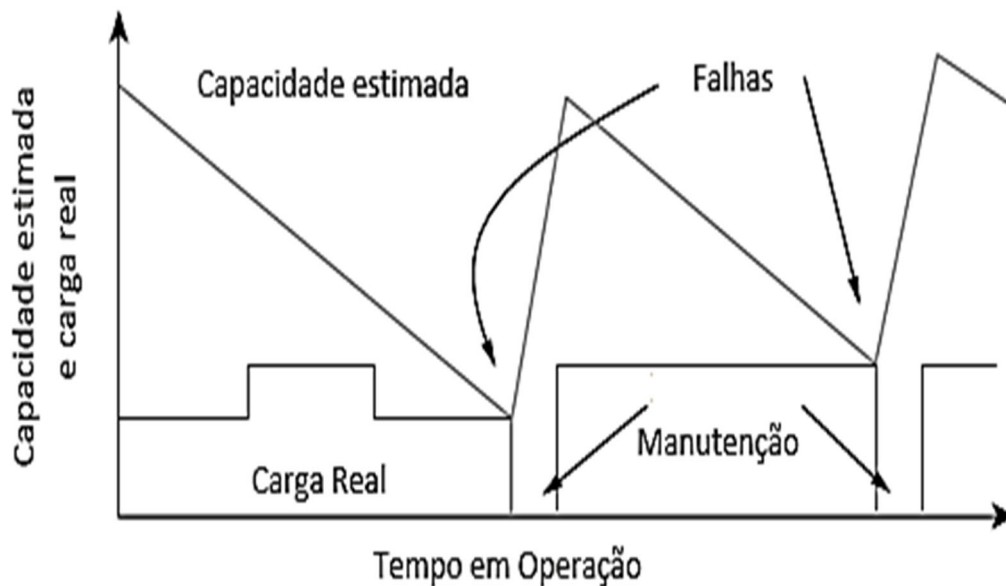 Capacidade estimada
e carga real
Capacidade estimada
Falhas
Carga Real
Manutenção
Tempo em Operação